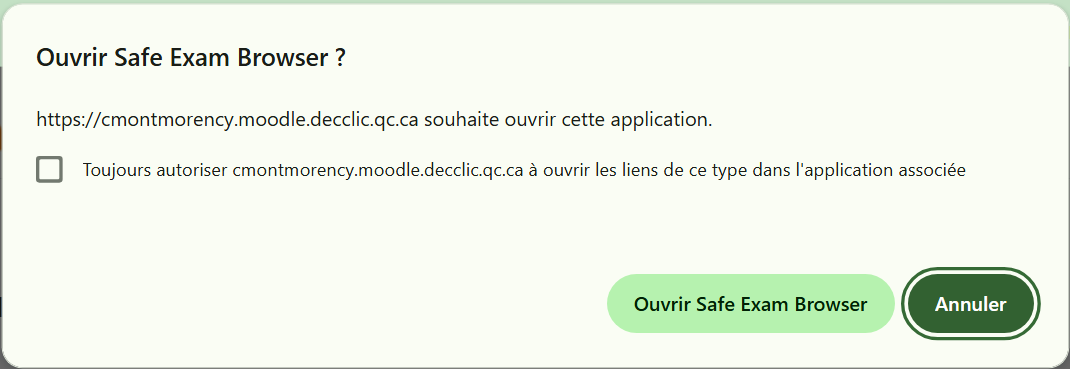 Ouvrir Safe Exam Browser ?
https://cmontmorency.moodle.decclic.qc.ca souhaite ouvrir cette application.
Toujours autoriser cmontmorency.moodle.decclic.qc.ca à ouvrir les liens de ce type dans l'application associée
Ouvrir Safe Exam Browser
Annuler